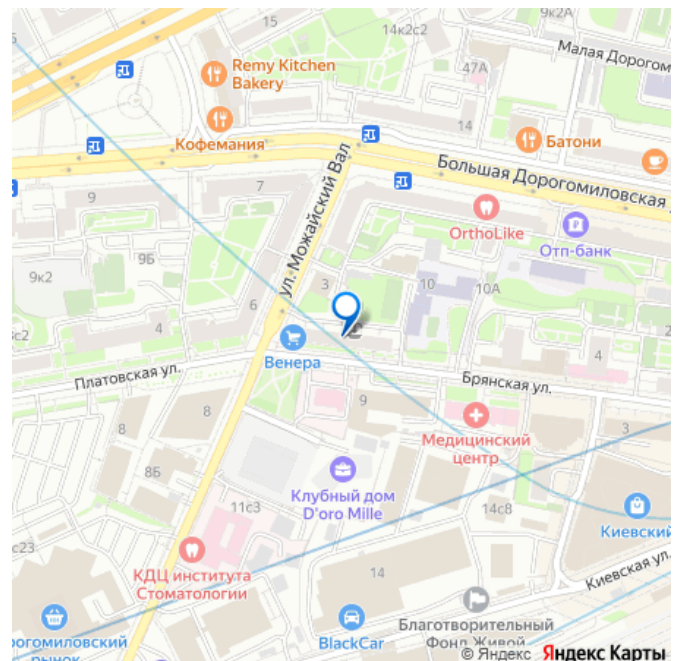 14к2с2
9к2А
Малая Дорогом
Remy Kitchen
Bakery
47А
14
Кофемания
Батони
Большая Дорогомиловская
ул. Можайский Вал
9
7
OrthoLike
Отп-банк
9Б
9к2
3
10
10А
6
4
Венера
4
Платовская ул.
Брянская ул.
9
8
3
Медицинский
центр
8Б
Клубный дом
D'oro Mille
11с3
14с8
Киевский
с23
КДЦ института
Стоматологии
14
Киевская ул.
рогомиловский
рынок
BlackCar
Благотворительный
Фонд Живой
© Яндекс Яндекс Карты